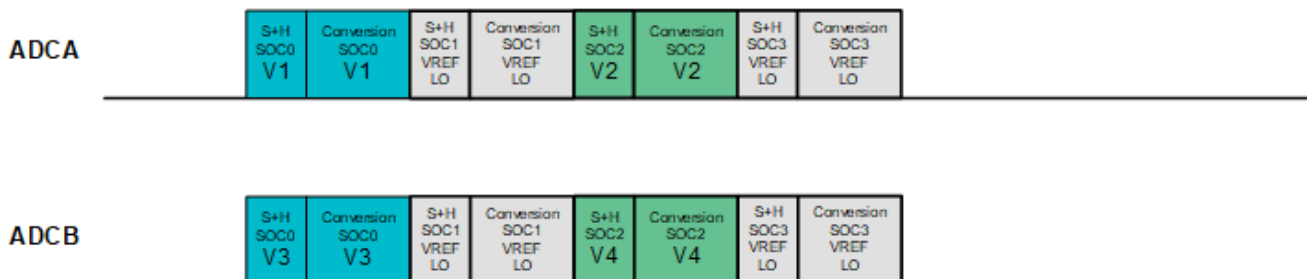 ADCA
S+H
SOC0
V1
Conversion
SOC0
V1
S+H
SOC1
VREF
LO
Conversion
SOC1
VREF
LO
S+H
SOC2
V2
Conversion
SOC2
V2
S+H
SOC3
VREF
LO
Conversion
SOC3
VREF
LO
ADCB
S+H
SOC0
V3
Conversion
SOC0
V3
S+H
SOC1
VREF
LO
Conversion
SOC1
VREF
LO
S+H
SOC2
V4
Conversion
SOC2
V4
S+H
SOC3
VREF
LO
Conversion
SOC3
VREF
LO